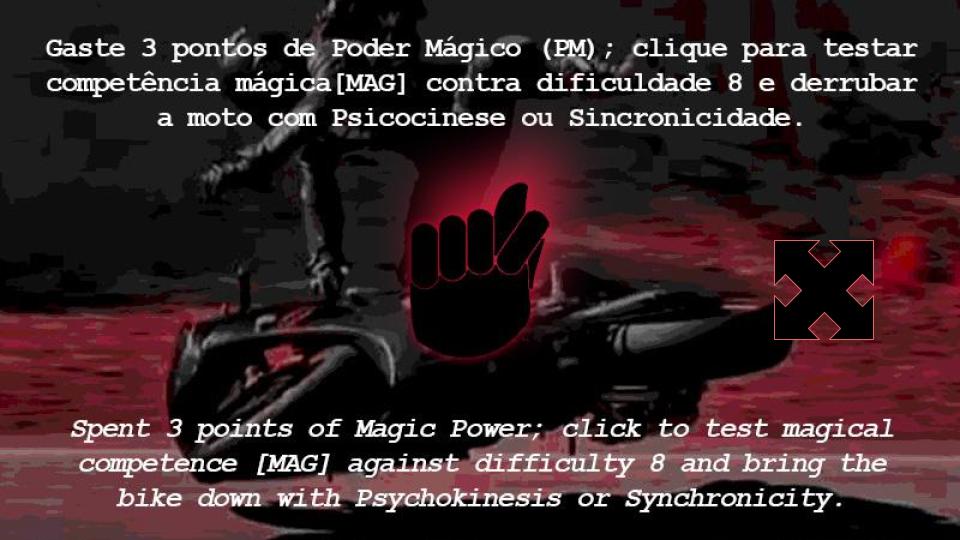 Gaste 3 pontos de Poder Mágico (PM); clique para testar
competência mágica[MAG] contra dificuldade 8 e derrubar
a moto com Psicocinese ou Sincronicidade.
Spent 3 points of Magic Power; click to test magical
competence [MAG] against difficulty 8 and bring the
bike down with Psychokinesis or Synchronicity.